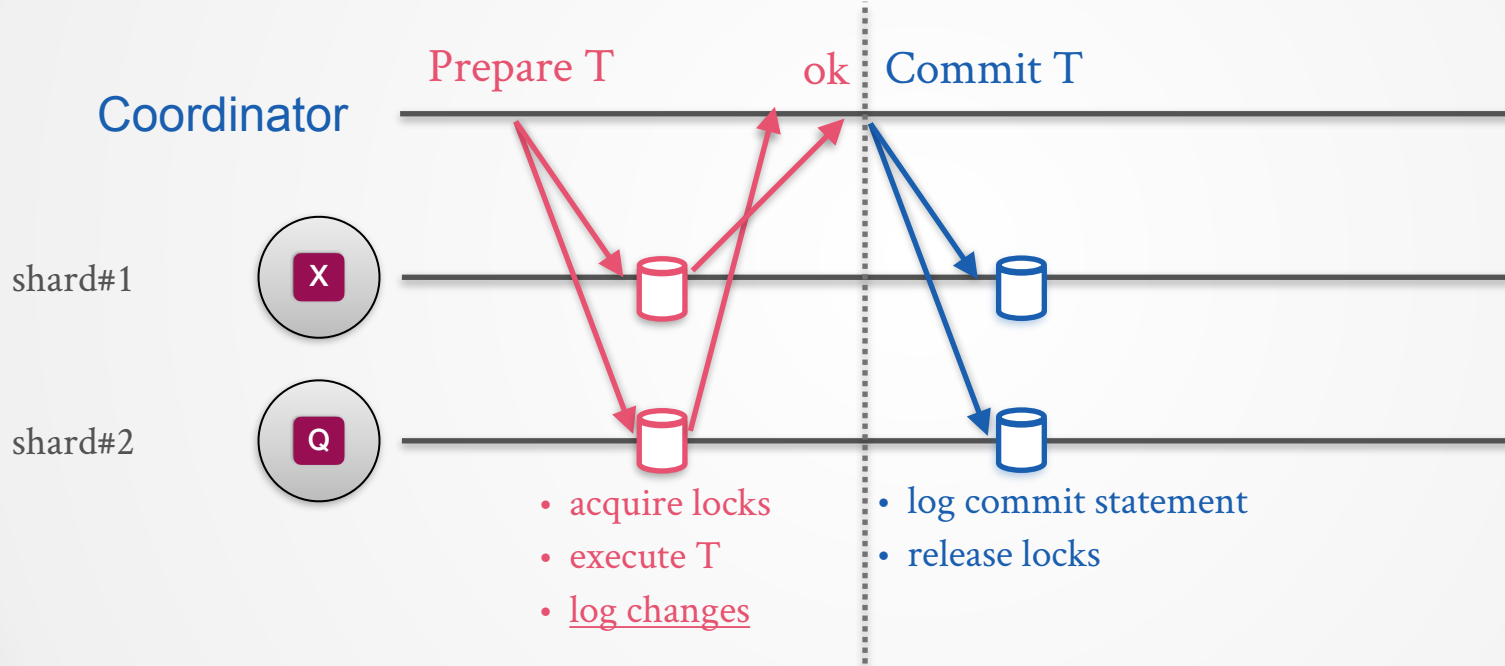 Prepare T
ok
Commit T
Coordinator
shard#1
X
shard#2
Q
• acquire locks
• execute T
• log changes
• log commit statement
• release locks